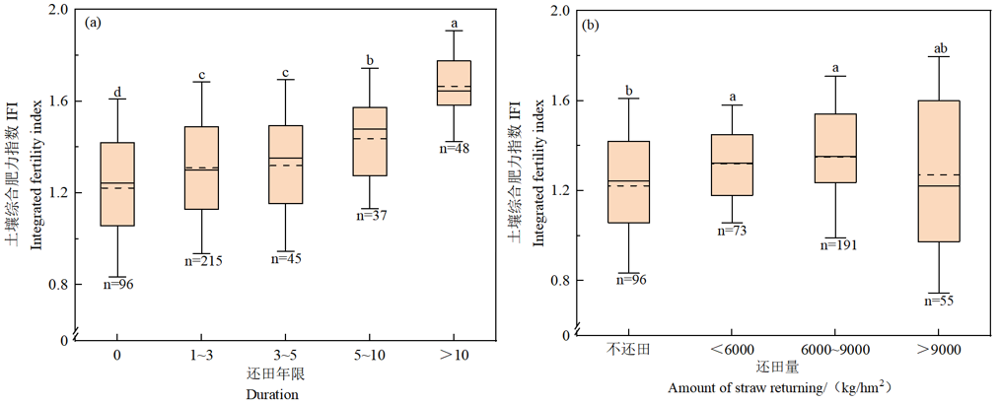 (a)
2.0
1.6
1.2
0.8
0
土壤综合肥力指数 IFI
Integrated fertility index
d
c
c
b
a
n=96
n=215
n=45
n=37
n=48
0
1~3
3~5
5~10
＞10
还田年限
Duration
(b)
2.0
1.6
1.2
0.8
0
土壤综合肥力指数 IFI
Integrated fertility index
b
a
a
ab
n=96
n=73
n=191
n=55
不还田
＜6000
6000~9000
＞9000
还田量
Amount of straw returning/（kg/hm²）